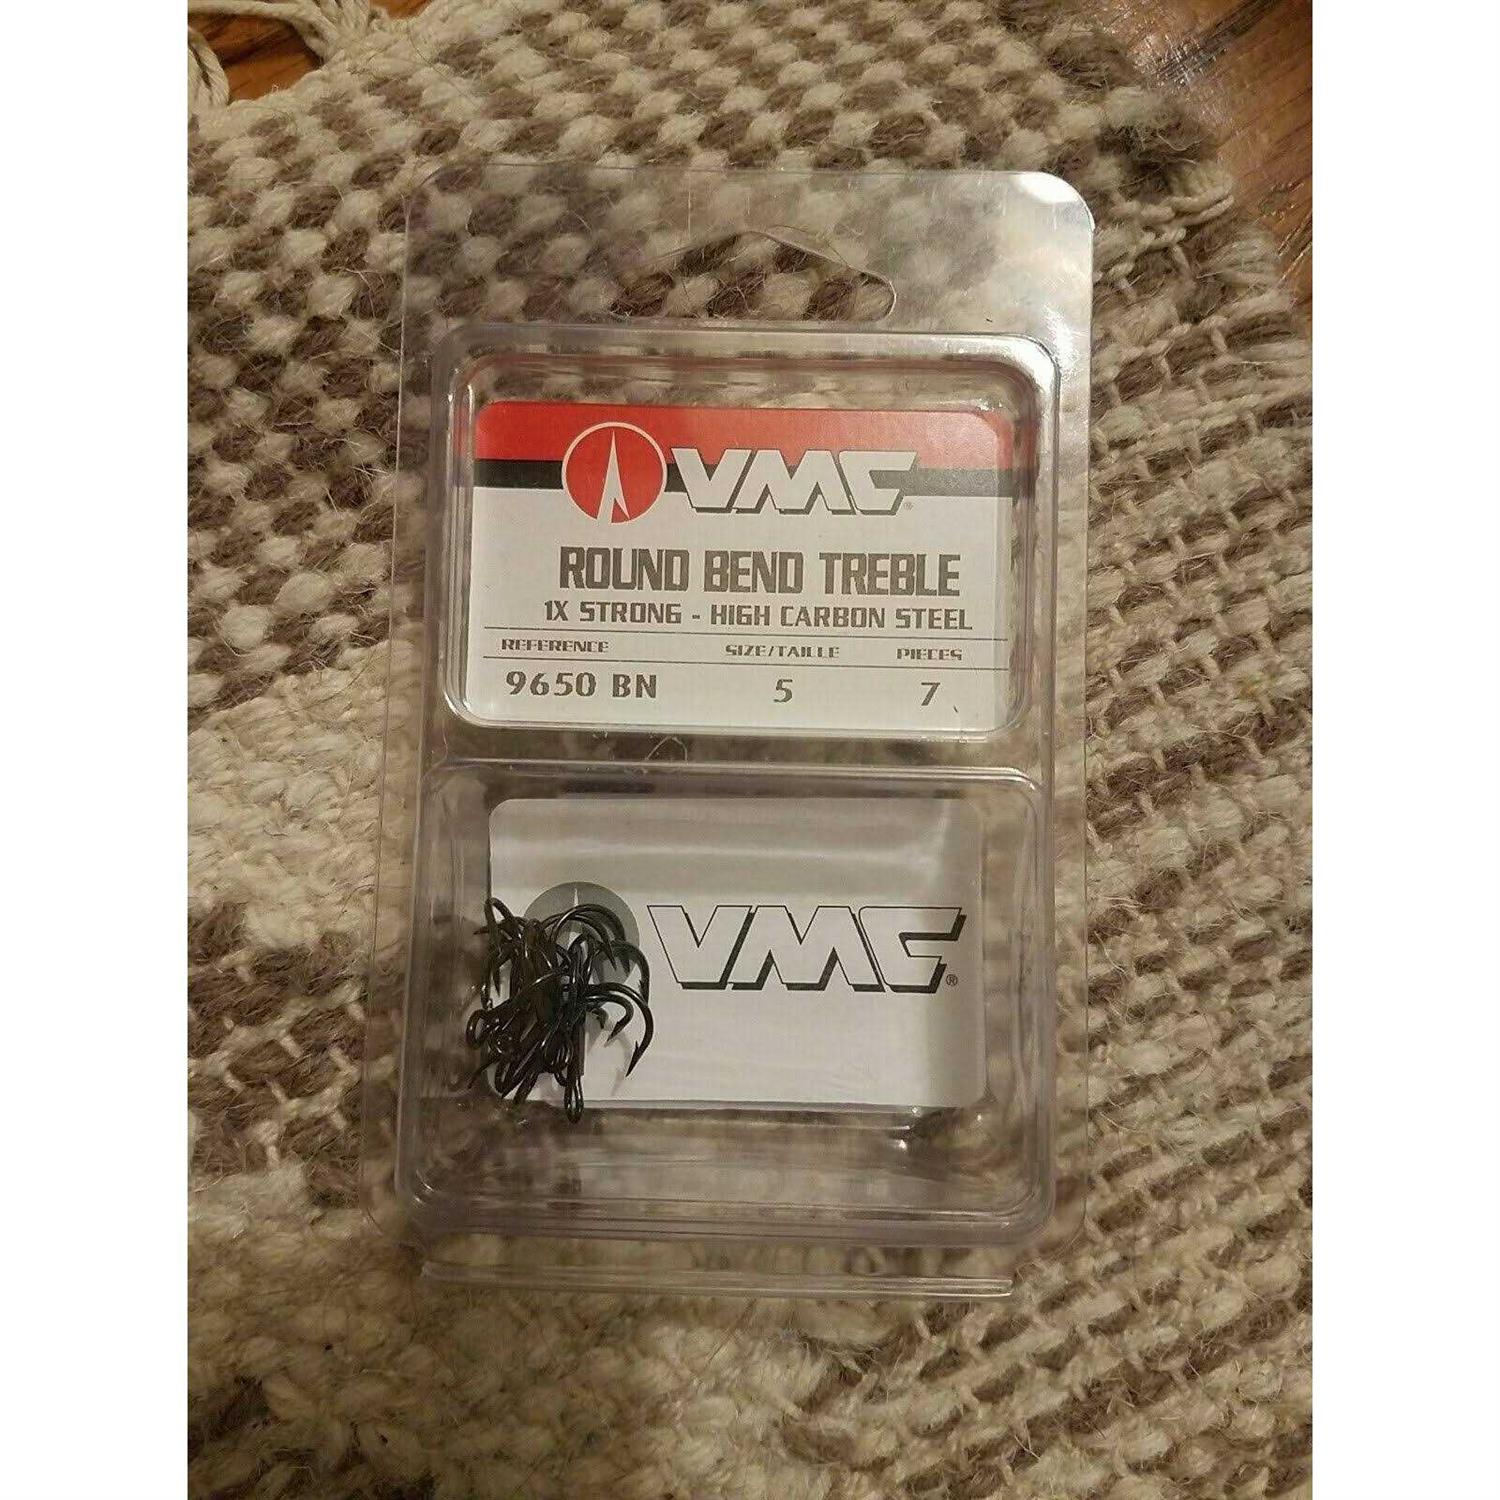 VMC®
ROUND BEND TREBLE
1X STRONG - HIGH CARBON STEEL
REFERENCE SIZE/TAILLE PIECES
9650 BN 5 7
VMC®